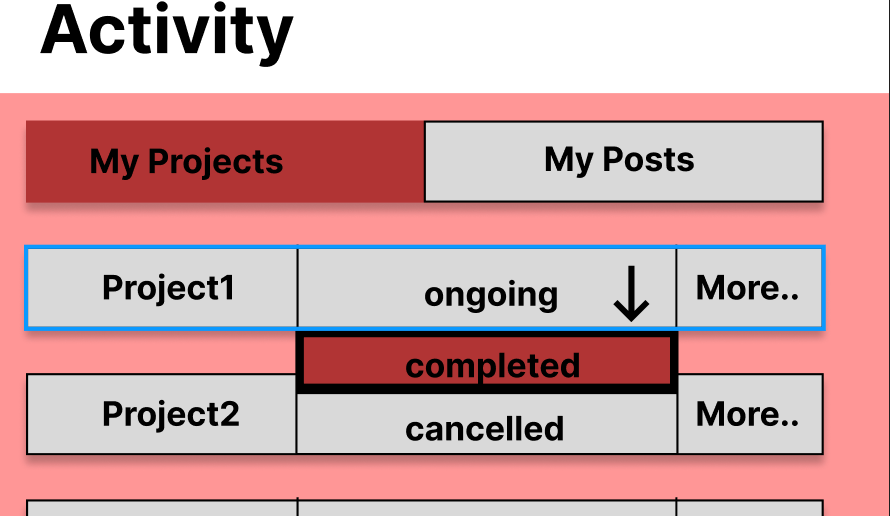 Activity
My Projects
My Posts
Project1
ongoing
More..
completed
Project2
cancelled
More..